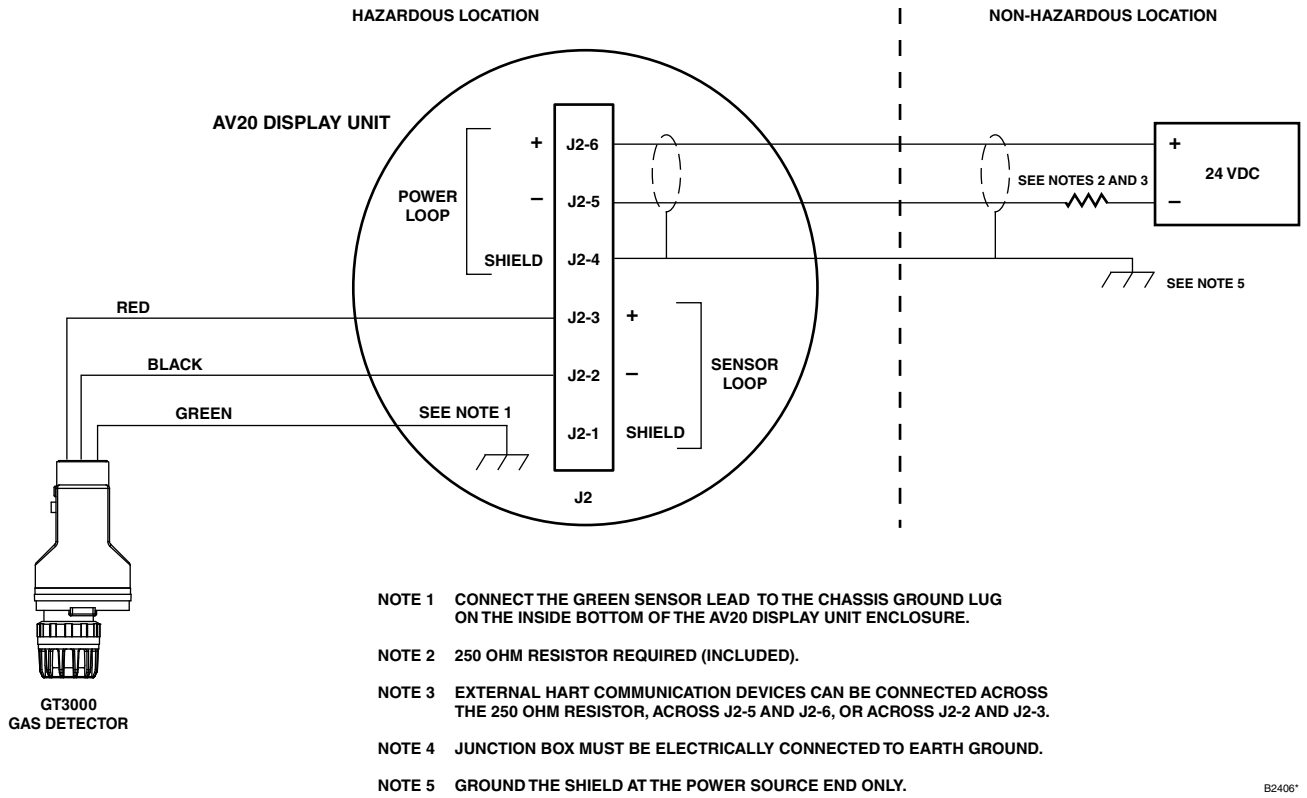 HAZARDOUS LOCATION
NON-HAZARDOUS LOCATION
AV20 DISPLAY UNIT
POWER
LOOP
+
–
SHIELD
J2-6
J2-5
J2-4
J2-3
J2-2
J2-1
J2
+
–
SHIELD
SENSOR
LOOP
SEE NOTES 2 AND 3
+
–
24 VDC
SEE NOTE 5
RED
BLACK
GREEN
SEE NOTE 1
GT3000
GAS DETECTOR
NOTE 1 CONNECT THE GREEN SENSOR LEAD TO THE CHASSIS GROUND LUG
ON THE INSIDE BOTTOM OF THE AV20 DISPLAY UNIT ENCLOSURE.
NOTE 2 250 OHM RESISTOR REQUIRED (INCLUDED).
NOTE 3 EXTERNAL HART COMMUNICATION DEVICES CAN BE CONNECTED ACROSS
THE 250 OHM RESISTOR, ACROSS J2-5 AND J2-6, OR ACROSS J2-2 AND J2-3.
NOTE 4 JUNCTION BOX MUST BE ELECTRICALLY CONNECTED TO EARTH GROUND.
NOTE 5 GROUND THE SHIELD AT THE POWER SOURCE END ONLY.
B2406*